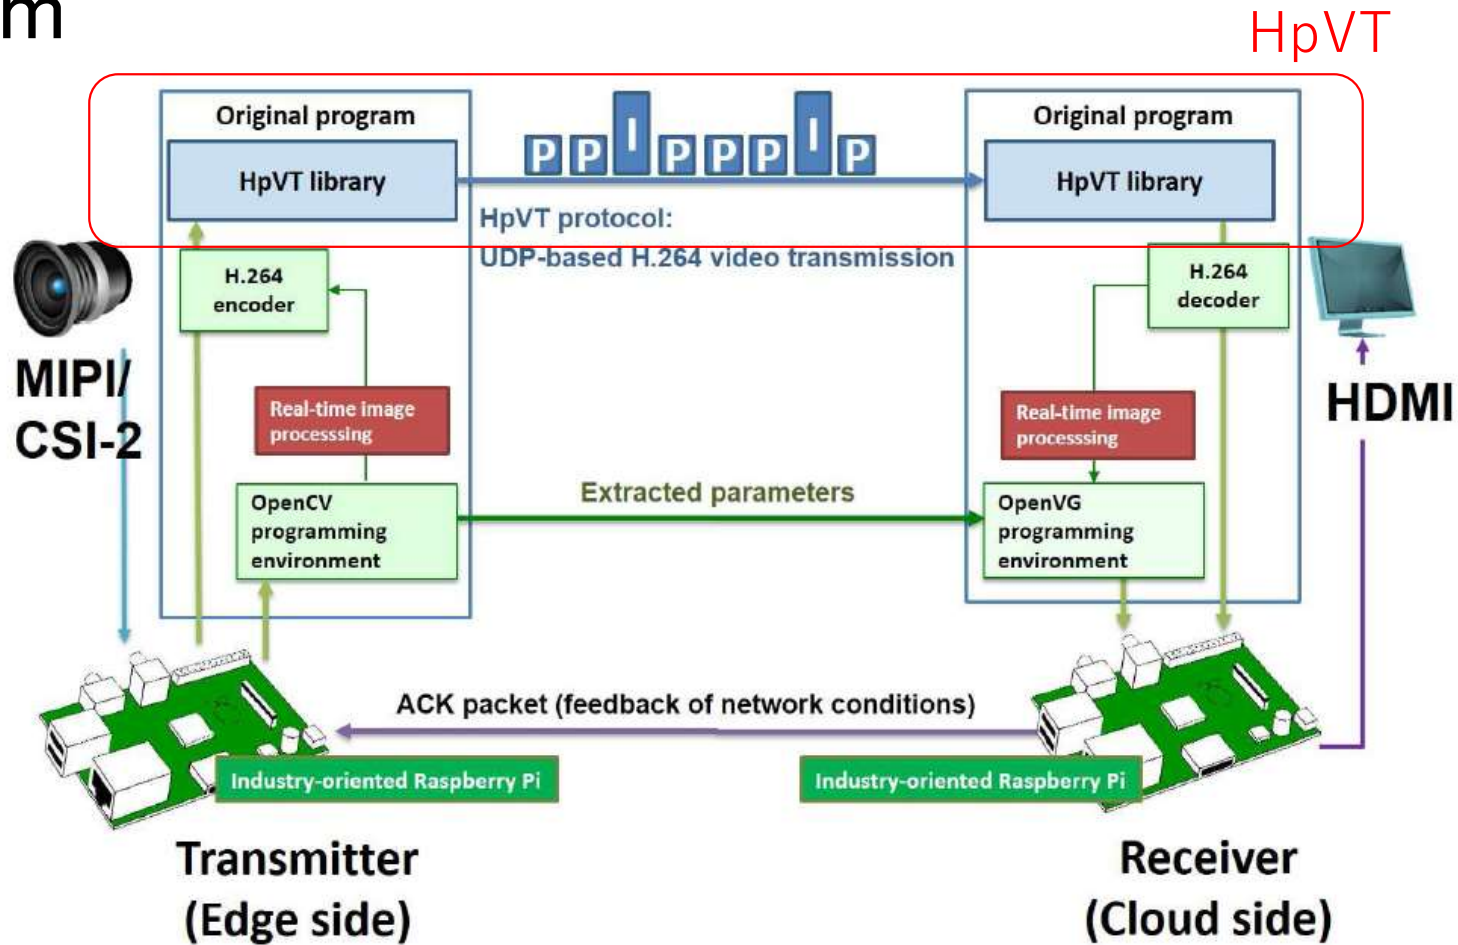 m
HpVT
Original program
HpVT library
P P I P P P I P
Original program
HpVT library
HpVT protocol:
UDP-based H.264 video transmission
H.264
encoder
H.264
decoder
MIPI/
CSI-2
HDMI
Real-time image
processsing
Real-time image
processsing
OpenCV
programming
environment
Extracted parameters
OpenVG
programming
environment
ACK packet (feedback of network conditions)
Industry-oriented Raspberry Pi
Industry-oriented Raspberry Pi
Transmitter
(Edge side)
Receiver
(Cloud side)